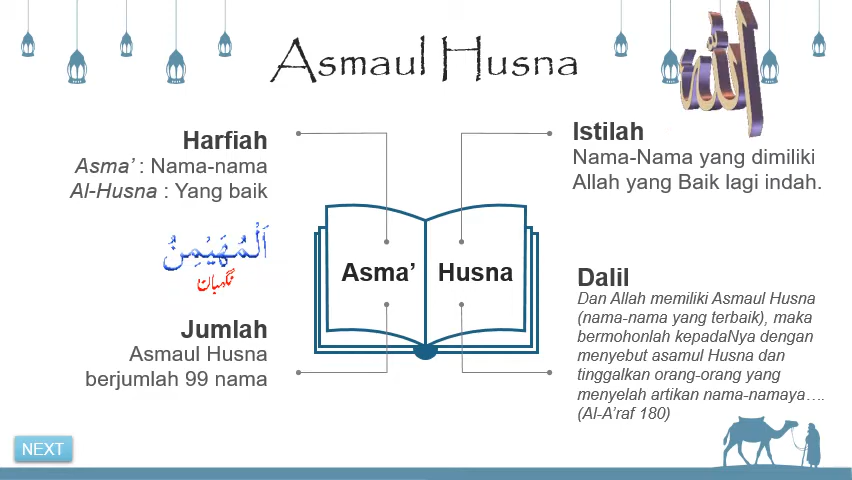 Asmaul Husna
الله
Harfiah
Asma’ : Nama-nama
Al-Husna : Yang baik
Istilah
Nama-Nama yang dimiliki
Allah yang Baik lagi indah.
اَلْمُهَيْمِنُ
نگہبان
Asma’ Husna
Jumlah
Asmaul Husna
berjumlah 99 nama
Dalil
Dan Allah memiliki Asmaul Husna
(nama-nama yang terbaik), maka
bermohonlah kepadaNya dengan
menyebut asamul Husna dan
tinggalkan orang-orang yang
menyelah artikan nama-namaya….
(Al-A’raf 180)
NEXT